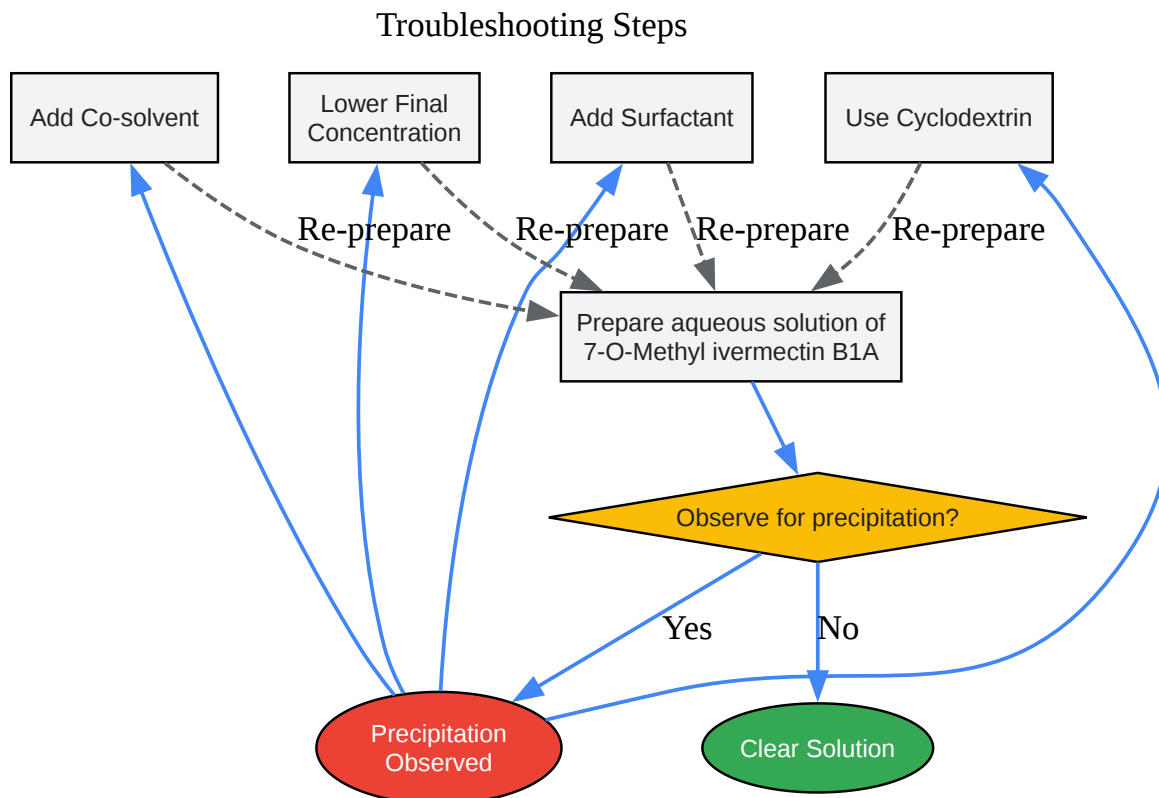 Troubleshooting Steps
Add Co-solvent
Lower Final
Concentration
Add Surfactant
Use Cyclodextrin
Re-prepare
Re-prepare
Re-prepare
Re-prepare
Prepare aqueous solution of
7-O-Methyl ivermectin B1A
Observe for precipitation?
Yes
No
Precipitation
Observed
Clear Solution